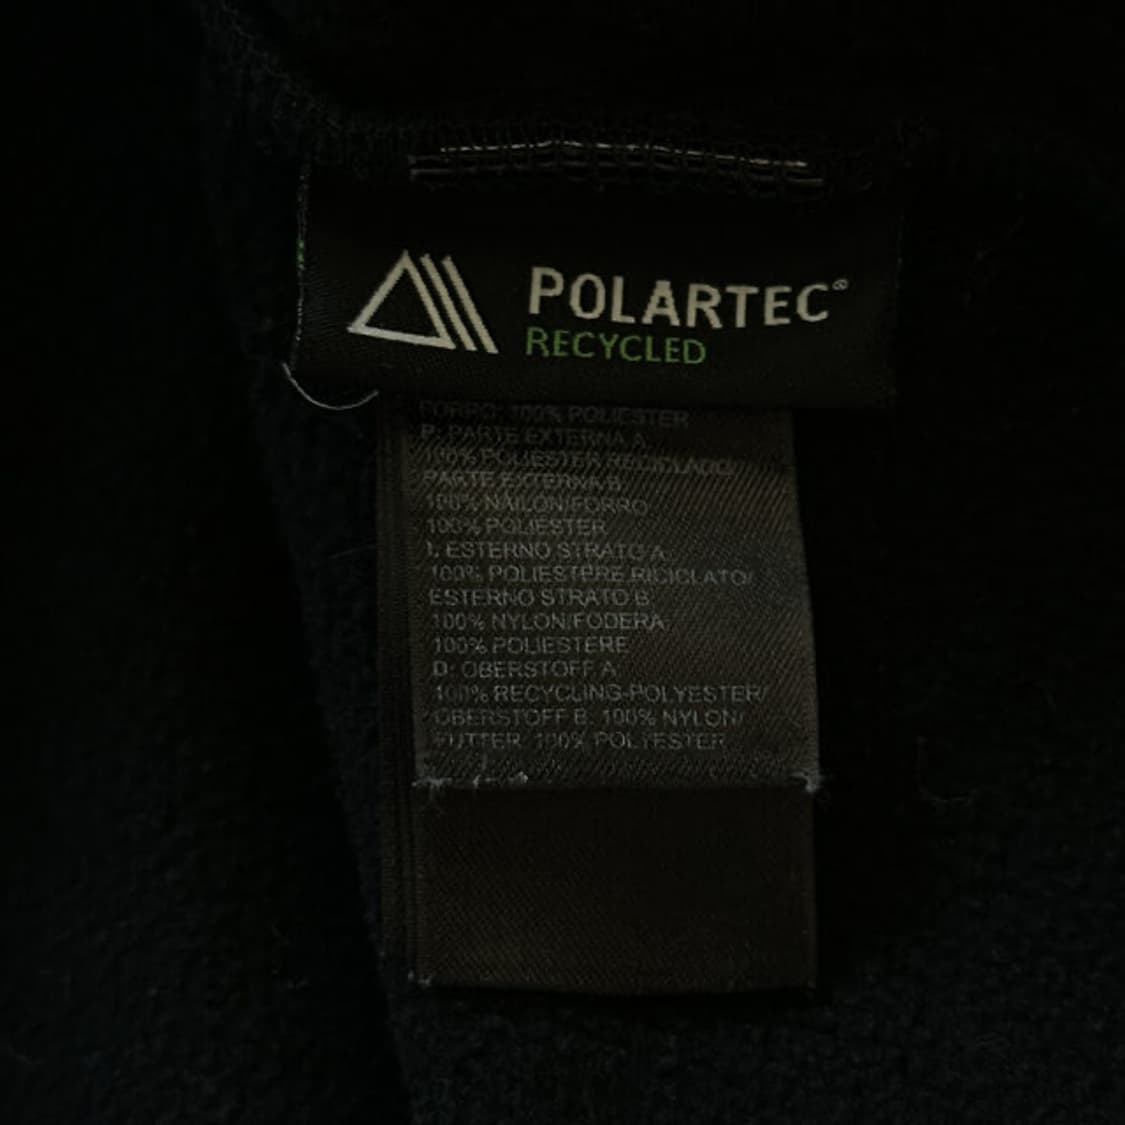 POLARTEC®
RECYCLED
FORRO: 100% POLIESTER
P: PARTE EXTERNA A:
100% POLIESTER RECICLADO/
PARTE EXTERNA B:
100% NAILON/FORRO:
100% POLIESTER
I: ESTERNO STRATO A:
100% POLIESTERE RICICLATO/
ESTERNO STRATO B:
100% NYLON/FODERA:
100% POLIESTERE
D: OBERSTOFF A:
100% RECYCLING-POLYESTER/
OBERSTOFF B: 100% NYLON/
FUTTER: 100% POLYESTER